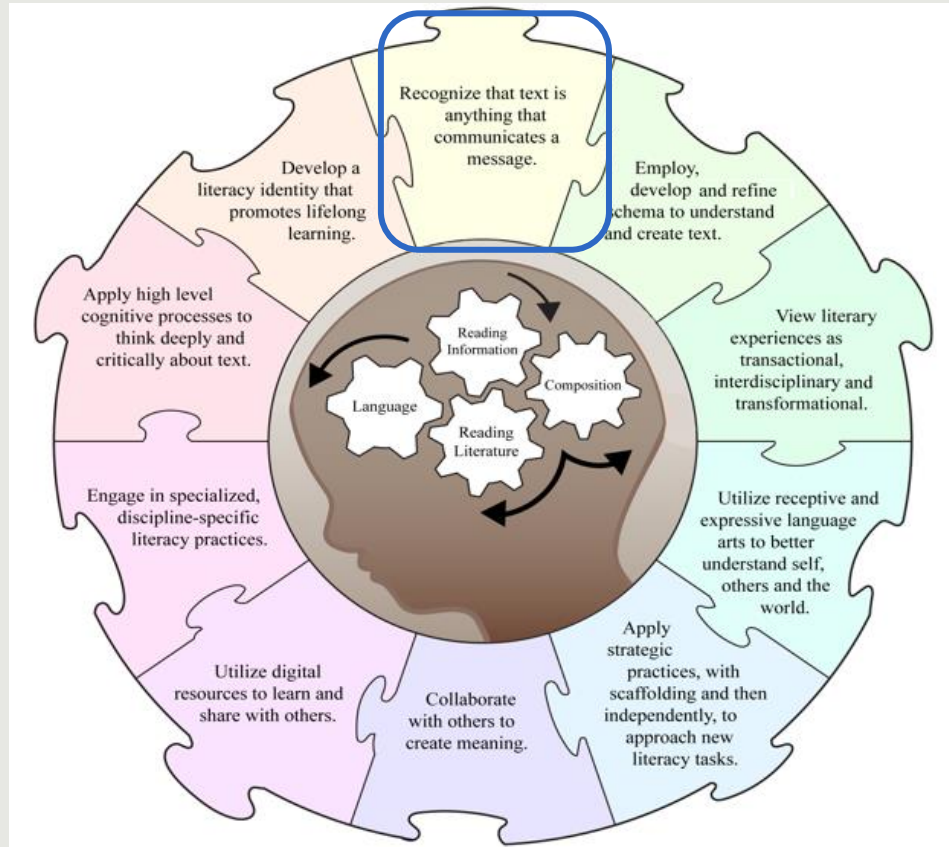 Recognize that text is
anything that
communicates a
message.
Employ,
develop and refine
schema to understand
and create text.
View literary
experiences as
transactional,
interdisciplinary and
transformational.
Utilize receptive and
expressive language
arts to better
understand self,
others and the
world.
Apply
strategic
practices, with
scaffolding and then
independently, to
approach new
literacy tasks.
Collaborate
with others to
create meaning.
Utilize digital
resources to learn and
share with others.
Engage in specialized,
discipline-specific
literacy practices.
Apply high level
cognitive processes to
think deeply and
critically about text.
Develop a
literacy identity that
promotes lifelong
learning.
Reading
Information
Composition
Language
Reading
Literature